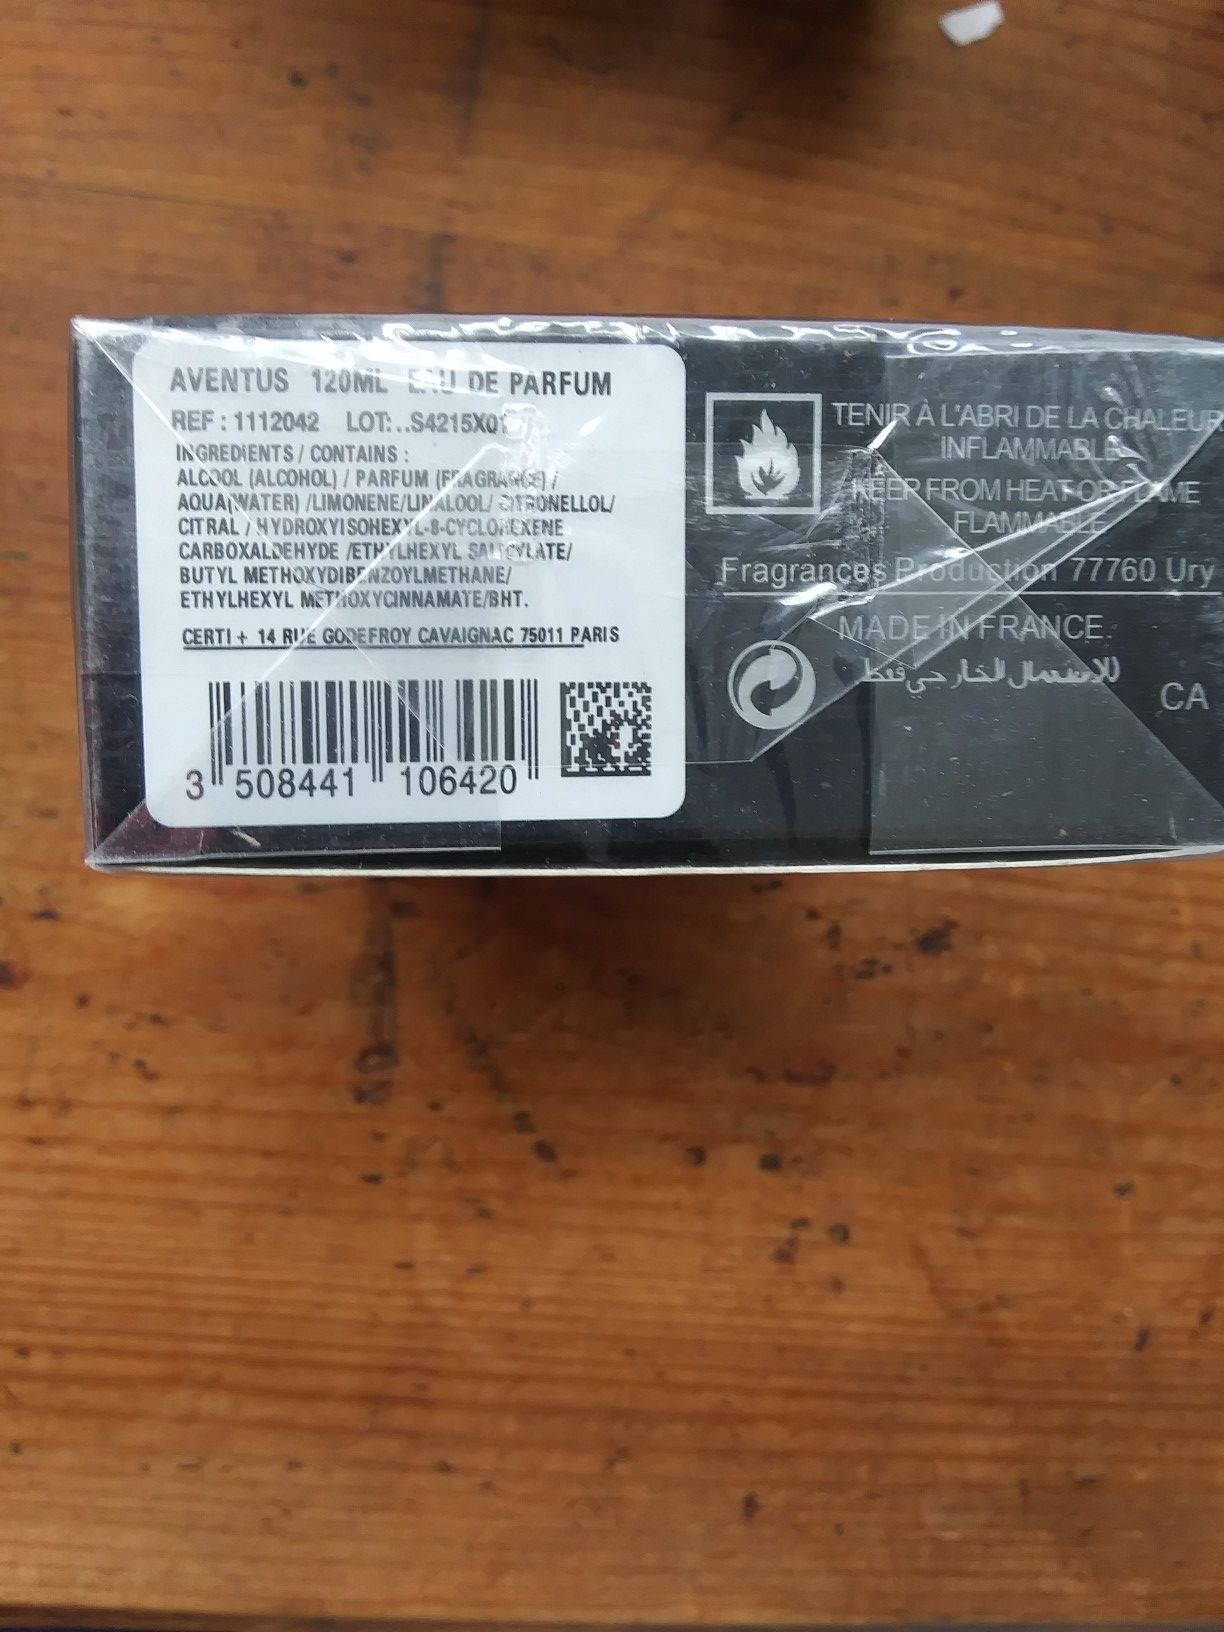 AVENTUS 120ML EAU DE PARFUM
REF : 1112042 LOT:..S4215X01
INGREDIENTS / CONTAINS :
ALCOOL (ALCOHOL) / PARFUM (FRAGRANCE) /
AQUA(WATER) /LIMONENE/LINALOOL/ CITRONELLOL/
CITRAL / HYDROXYISOHEXYL-8-CYCLOHEXENE
CARBOXALDEHYDE /ETHYLHEXYL SALICYLATE/
BUTYL METHOXYDIBENZOYLMETHANE/
ETHYLHEXYL METHOXYCINNAMATE/BHT.
CERTI + 14 RUE GODEFROY CAVAIGNAC 75011 PARIS
3 508441 106420
TENIR À L'ABRI DE LA CHALEUR
INFLAMMABLE
KEEP FROM HEAT OR FLAME
FLAMMABLE
Fragrances Production 77760 Ury
MADE IN FRANCE.
للاستعمال الخارجي فقط
CA